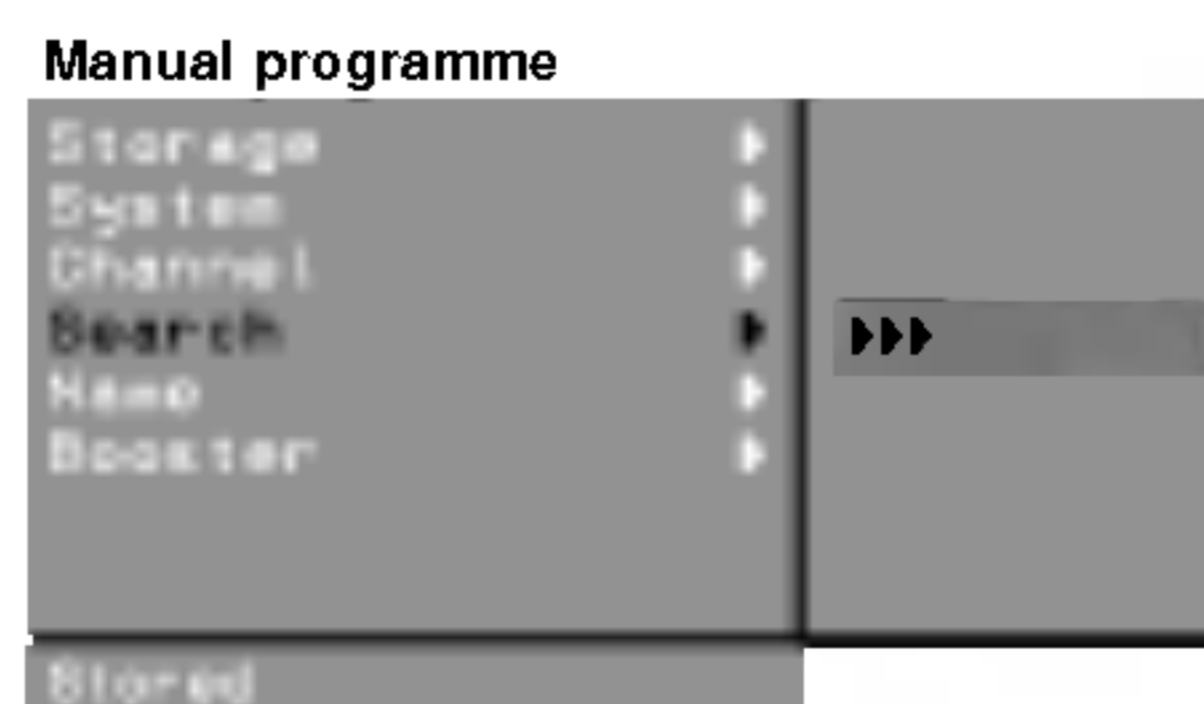 Manual programme
Storage
System
Channel
Search
Name
Booster
Stored